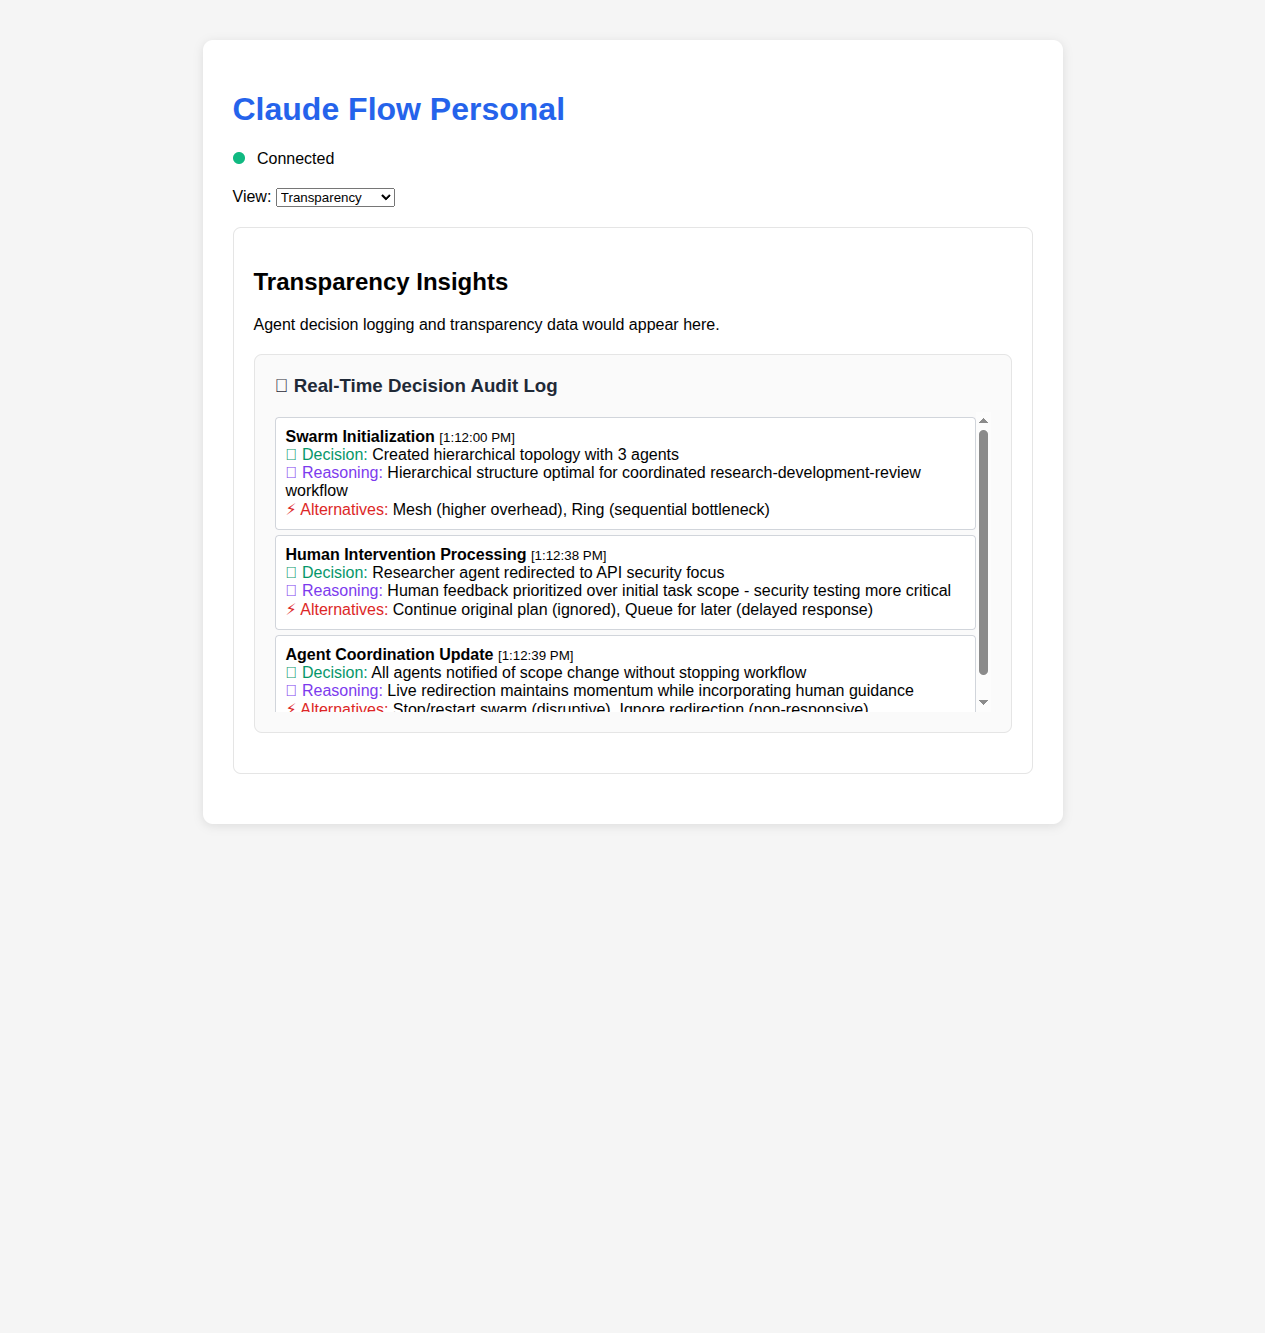 Claude Flow Personal
Connected
View: Transparency
Transparency Insights
Agent decision logging and transparency data would appear here.
Real-Time Decision Audit Log
Swarm Initialization [1:12:00 PM]
Decision: Created hierarchical topology with 3 agents
Reasoning: Hierarchical structure optimal for coordinated research-development-review
workflow
⚡ Alternatives: Mesh (higher overhead), Ring (sequential bottleneck)
Human Intervention Processing [1:12:38 PM]
Decision: Researcher agent redirected to API security focus
Reasoning: Human feedback prioritized over initial task scope - security testing more critical
⚡ Alternatives: Continue original plan (ignored), Queue for later (delayed response)
Agent Coordination Update [1:12:39 PM]
Decision: All agents notified of scope change without stopping workflow
Reasoning: Live redirection maintains momentum while incorporating human guidance
⚡ Alternatives: Stop/restart swarm (disruptive), Ignore redirection (non-responsive)